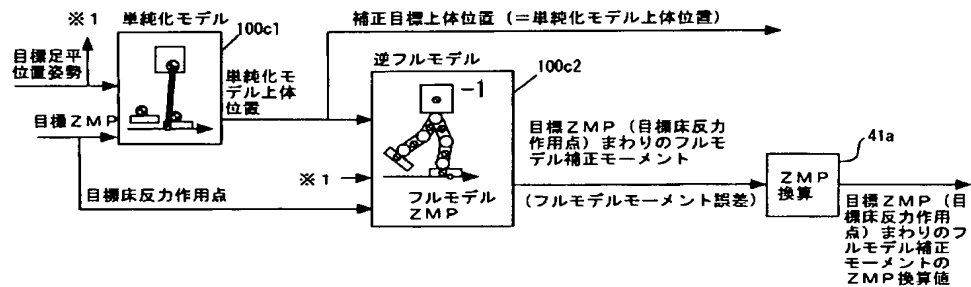 ※1
単純化モデル
100c1
補正目標上体位置（＝単純化モデル上体位置）
目標足平
位置姿勢
逆フルモデル
100c2
単純化モ
デル上体
位置
-1
目標ZMP
目標ZMP（目標床反力
作用点）まわりのフルモ
デル補正モーメント
41a
※1
目標床反力作用点
フルモデル
ZMP
（フルモデルモーメント誤差）
ZMP
換算
目標ZMP（目
標床反力作用
点）まわりのフ
ルモデル補正
モーメントの
ZMP換算値